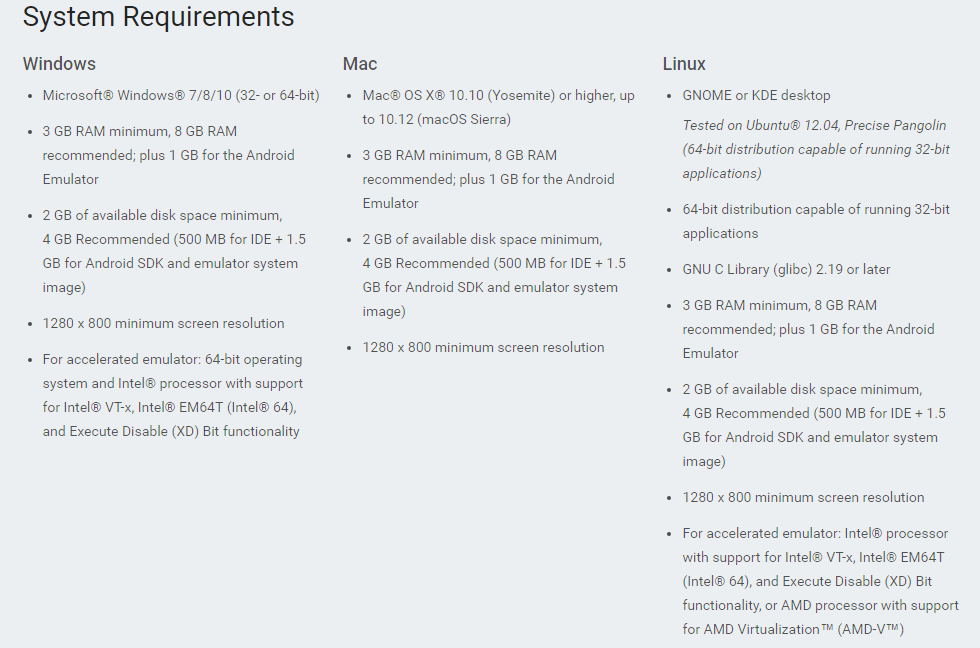 System Requirements
Windows
• Microsoft® Windows® 7/8/10 (32- or 64-bit)
• 3 GB RAM minimum, 8 GB RAM
recommended; plus 1 GB for the Android
Emulator
• 2 GB of available disk space minimum,
4 GB Recommended (500 MB for IDE + 1.5
GB for Android SDK and emulator system
image)
• 1280 x 800 minimum screen resolution
• For accelerated emulator: 64-bit operating
system and Intel® processor with support
for Intel® VT-x, Intel® EM64T (Intel® 64),
and Execute Disable (XD) Bit functionality
Mac
• Mac® OS X® 10.10 (Yosemite) or higher, up
to 10.12 (macOS Sierra)
• 3 GB RAM minimum, 8 GB RAM
recommended; plus 1 GB for the Android
Emulator
• 2 GB of available disk space minimum,
4 GB Recommended (500 MB for IDE + 1.5
GB for Android SDK and emulator system
image)
• 1280 x 800 minimum screen resolution
Linux
• GNOME or KDE desktop
Tested on Ubuntu® 12.04, Precise Pangolin
(64-bit distribution capable of running 32-bit
applications)
• 64-bit distribution capable of running 32-bit
applications
• GNU C Library (glibc) 2.19 or later
• 3 GB RAM minimum, 8 GB RAM
recommended; plus 1 GB for the Android
Emulator
• 2 GB of available disk space minimum,
4 GB Recommended (500 MB for IDE + 1.5
GB for Android SDK and emulator system
image)
• 1280 x 800 minimum screen resolution
• For accelerated emulator: Intel® processor
with support for Intel® VT-x, Intel® EM64T
(Intel® 64), and Execute Disable (XD) Bit
functionality, or AMD processor with support
for AMD Virtualization™ (AMD-V™)